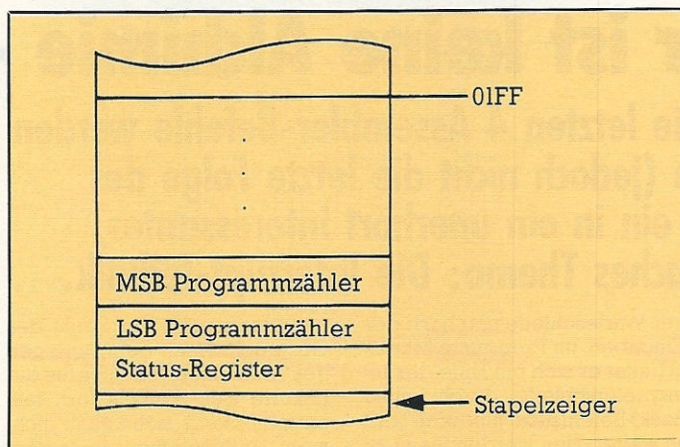 01FF
MSB Programmzähler
LSB Programmzähler
Status-Register
Stapelzeiger